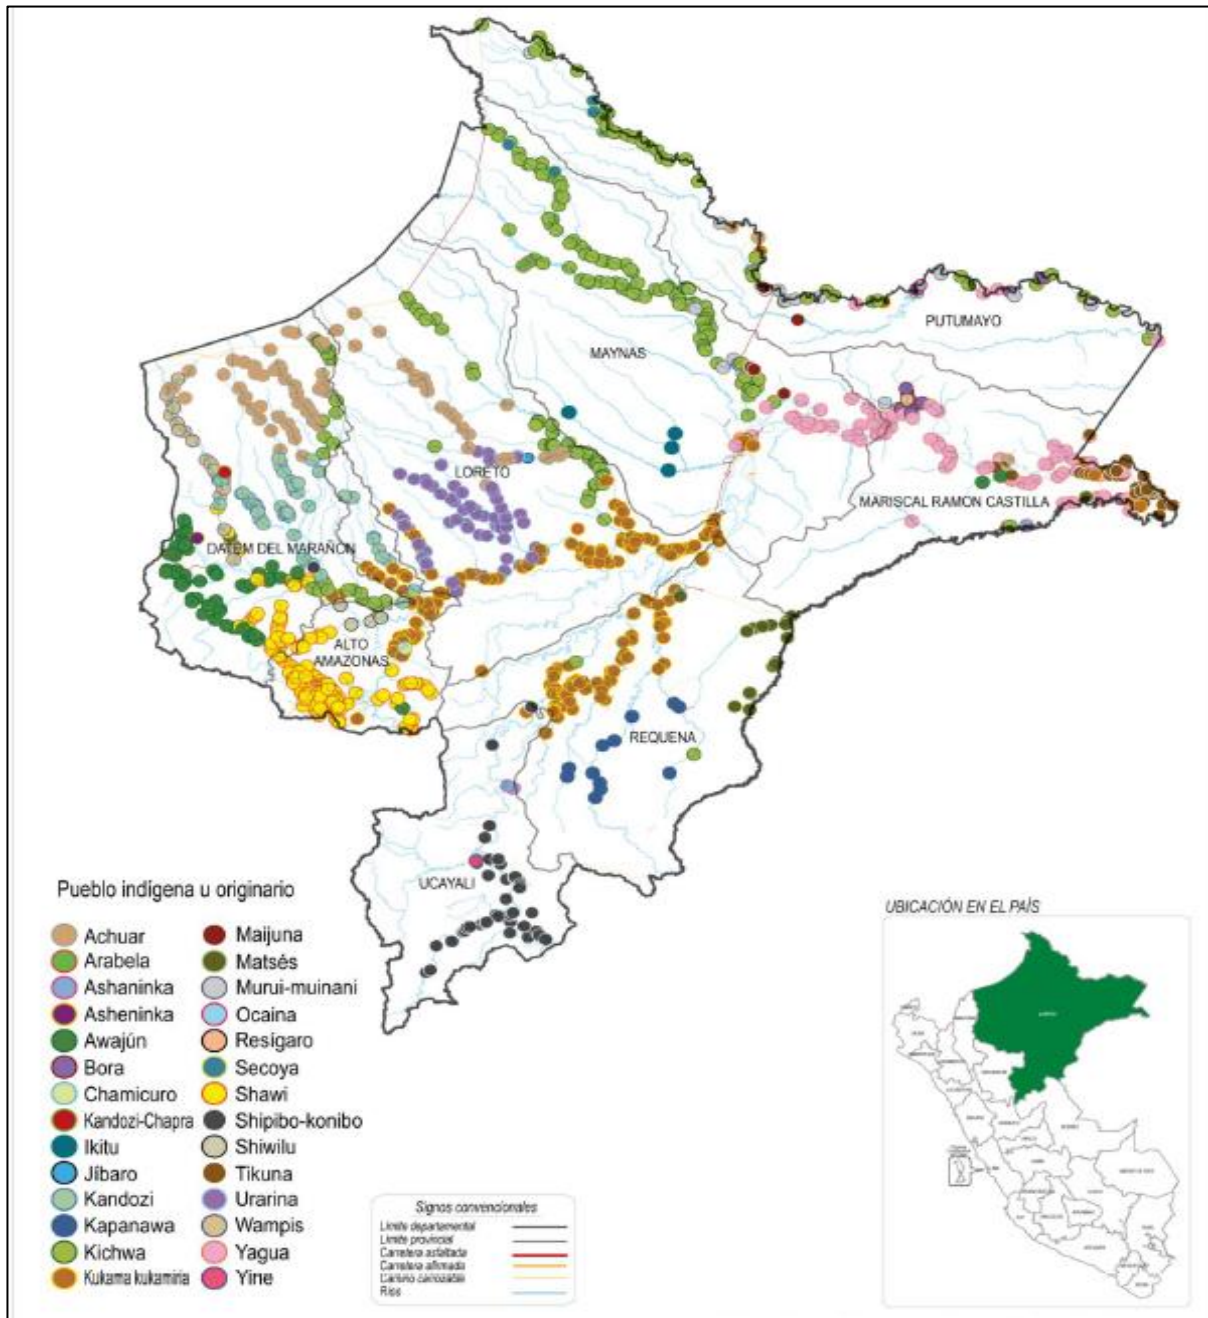 PUTUMAYO
MAYNAS
LORETO
MARISCAL RAMON CASTILLA
DATEM DEL MARAÑON
ALTO
AMAZONAS
REQUENA
UCAYALI
Pueblo indígena u originario
Achuar
Arabela
Ashaninka
Asheninka
Awajún
Bora
Chamicuro
Kandozi-Chapra
Ikitu
Jíbaro
Kandozi
Kapanawa
Kichwa
Kukama kukamiria
Maijuna
Matsés
Murui-muinani
Ocaina
Resígaro
Secoya
Shawi
Shipibo-konibo
Shiwilu
Tikuna
Urarina
Wampis
Yagua
Yine
Signos convencionales
Límite departamental
Límite provincial
Carretera asfaltada
Carretera afirmada
Camino carrozable
Ríos
UBICACIÓN EN EL PAÍS